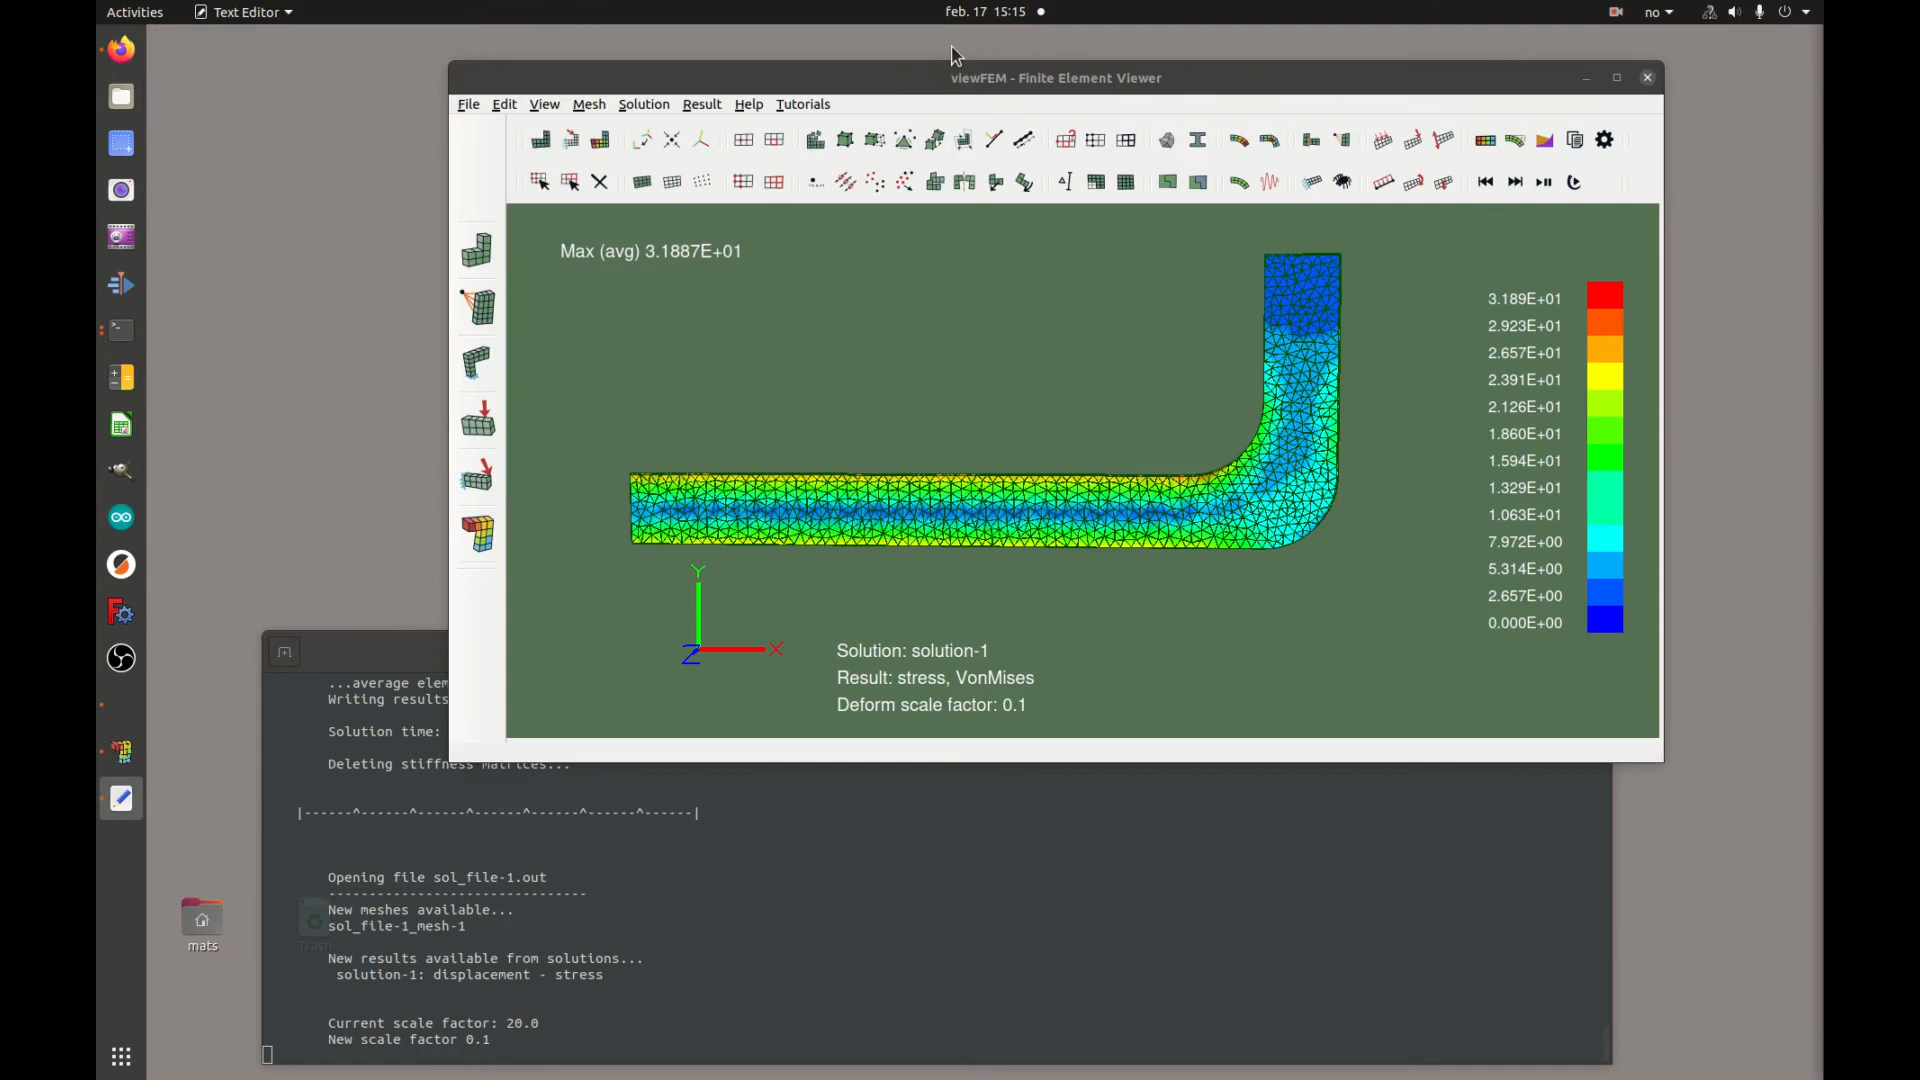 Activities
Text Editor
feb. 17 15:15
no
viewFEM - Finite Element Viewer
File Edit View Mesh Solution Result Help Tutorials
Max (avg) 3.1887E+01
3.189E+01
2.923E+01
2.657E+01
2.391E+01
2.126E+01
1.860E+01
1.594E+01
1.329E+01
1.063E+01
7.972E+00
5.314E+00
2.657E+00
0.000E+00
Y
Z
X
Solution: solution-1
Result: stress, VonMises
Deform scale factor: 0.1
...average elem
Writing results
Solution time:
Deleting stiffness matrices...
|------^------^------^------^------^------^------|
Opening file sol_file-1.out
-------------------------------
New meshes available...
sol_file-1_mesh-1
New results available from solutions...
solution-1: displacement - stress
Current scale factor: 20.0
New scale factor 0.1
mats
Trash